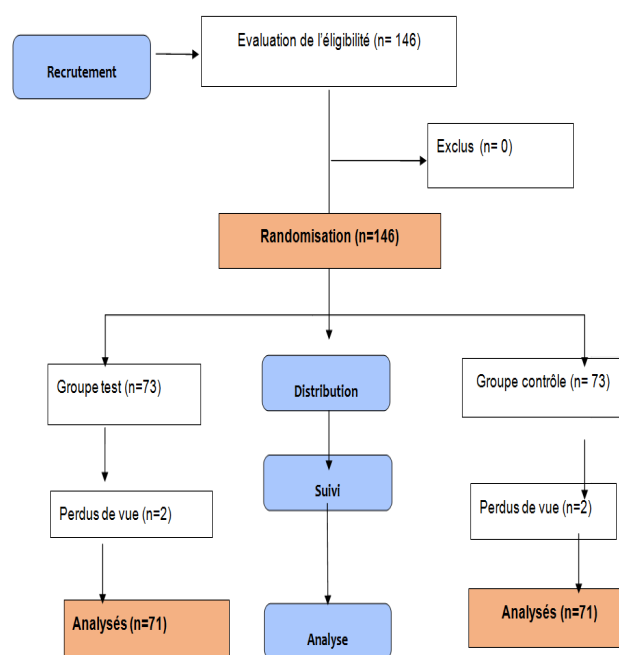 Evaluation de l'éligibilité (n= 146)
Recrutement
Exclus (n= 0)
Randomisation (n=146)
Groupe test (n=73)
Distribution
Groupe contrôle (n= 73)
Suivi
Perdus de vue (n=2)
Perdus de vue (n=2)
Analysés (n=71)
Analyse
Analysés (n=71)